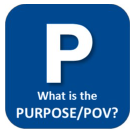 P
What is the
PURPOSE/POV?